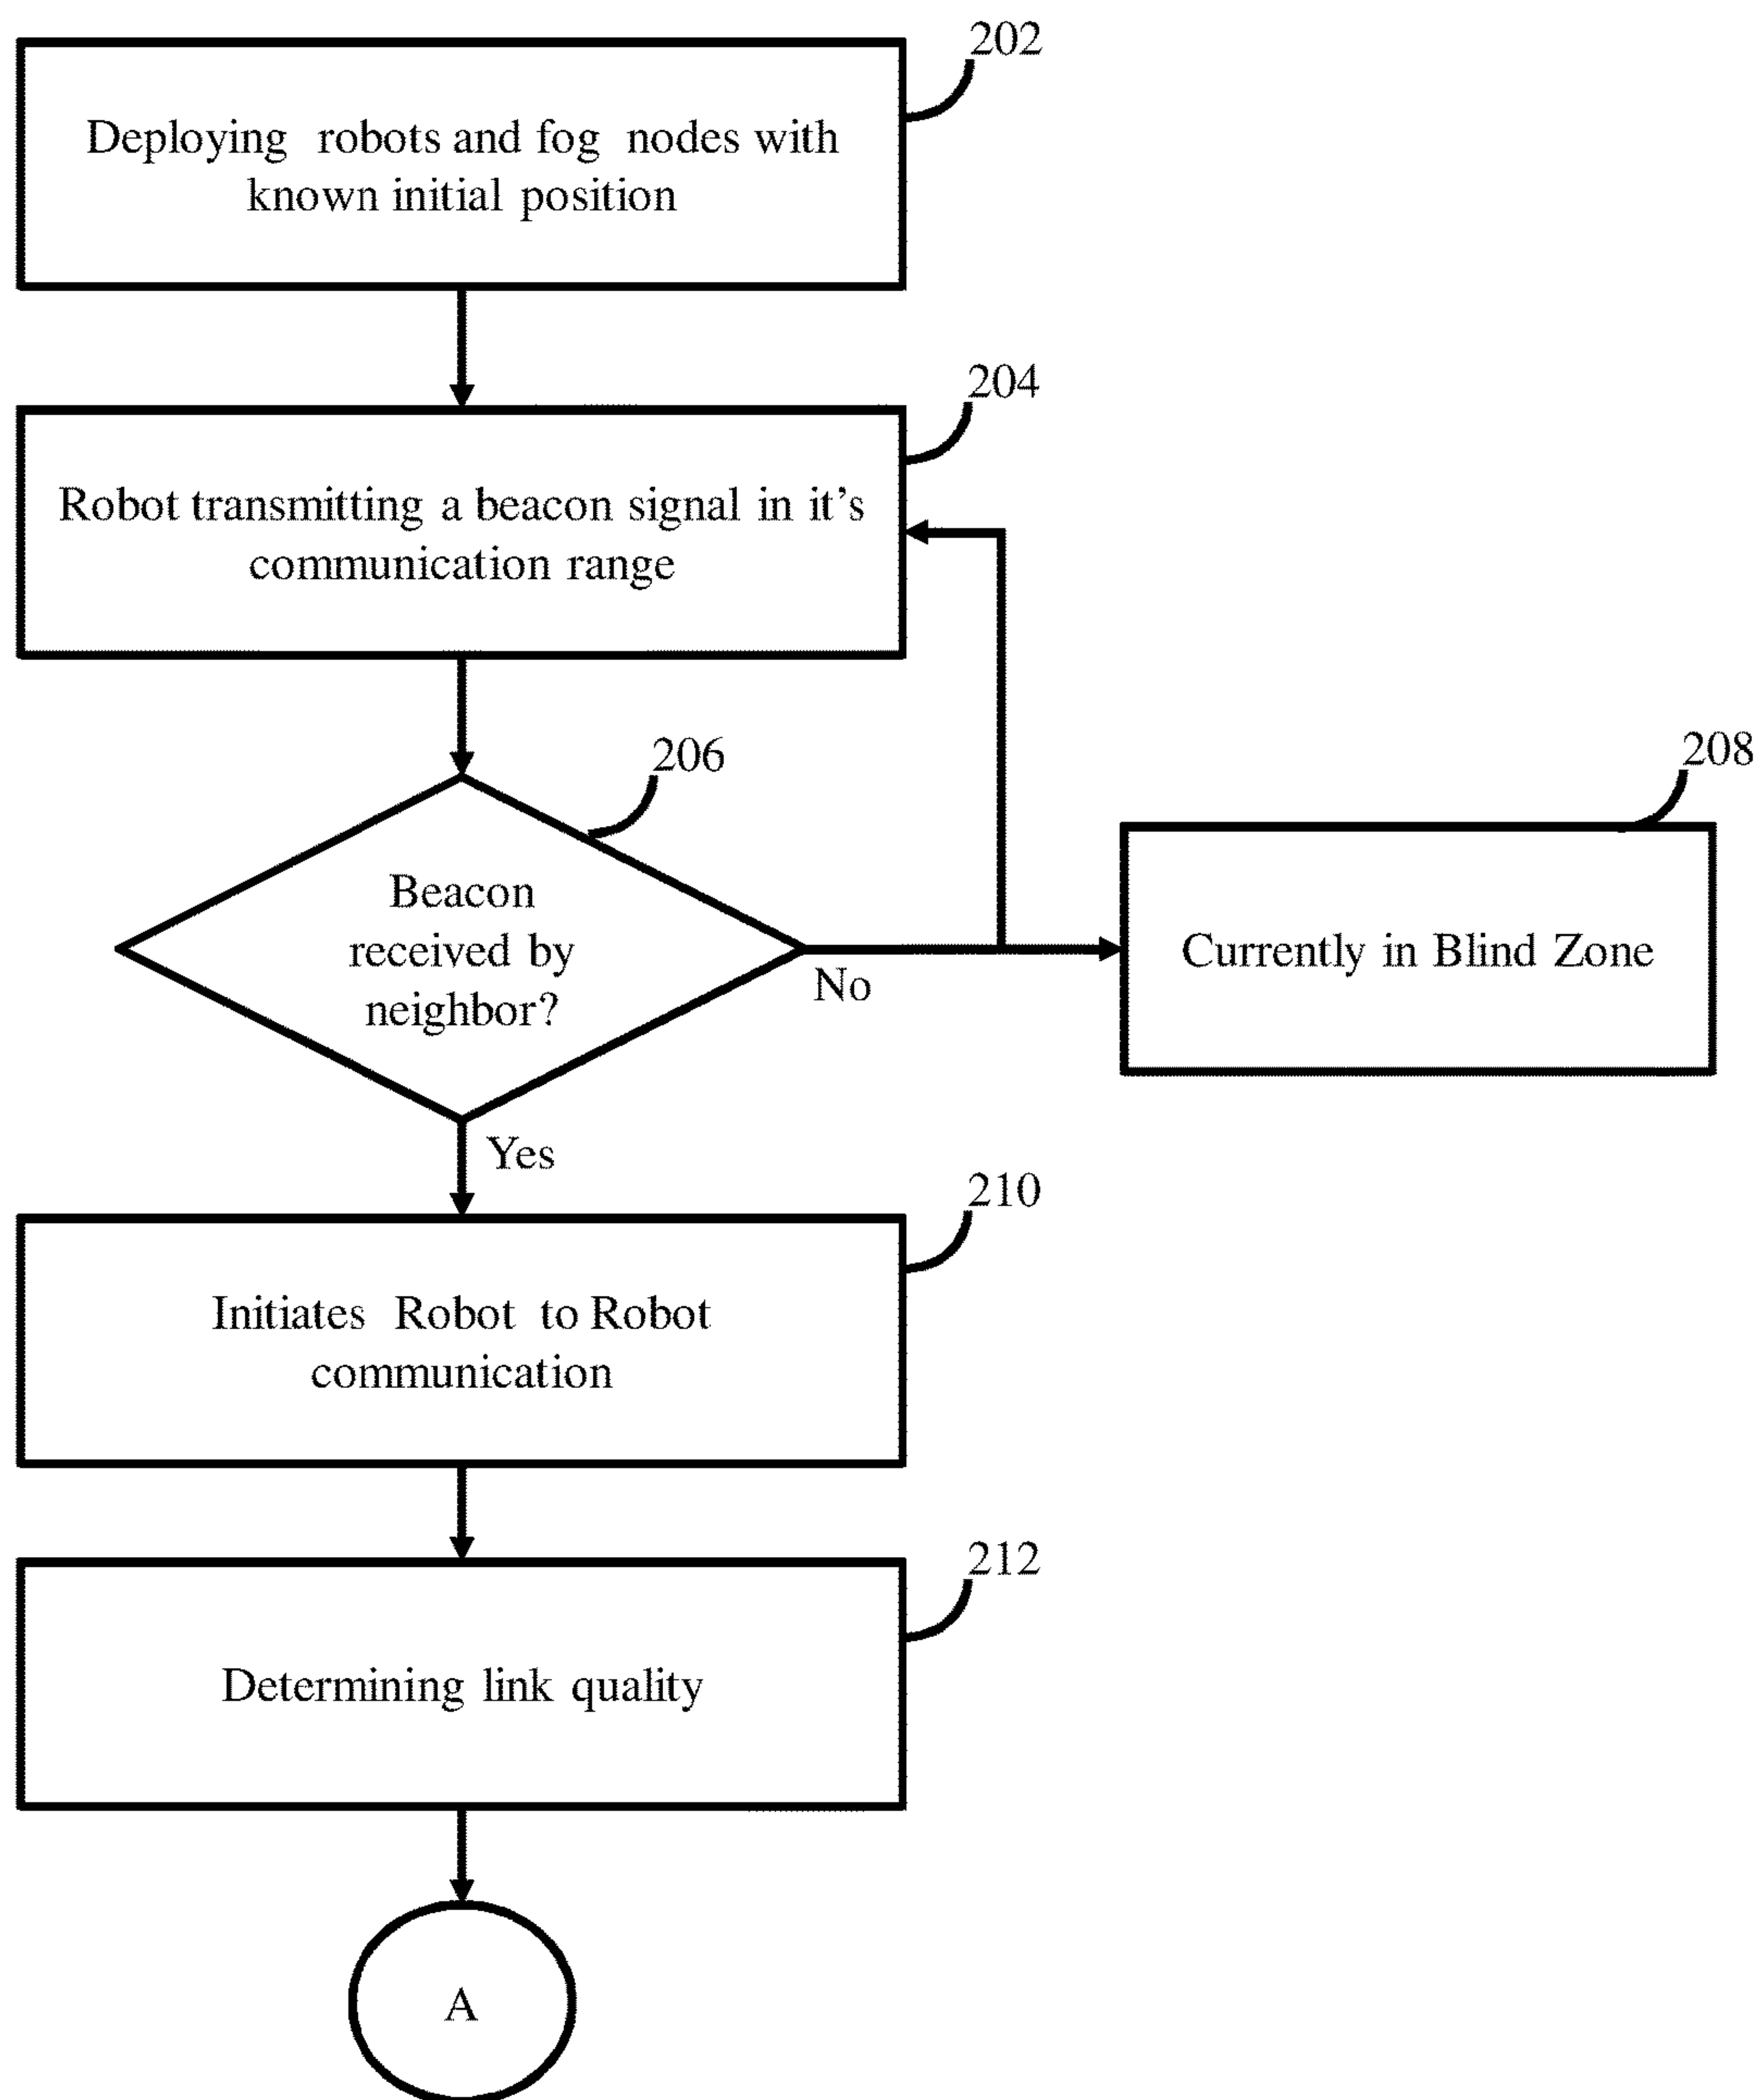 202
Deploying robots and fog nodes with
known initial position
204
Robot transmitting a beacon signal in it's
communication range
206
208
Beacon
received by
neighbor?
No
Currently in Blind Zone
Yes
210
Initiates Robot to Robot
communication
212
Determining link quality
A